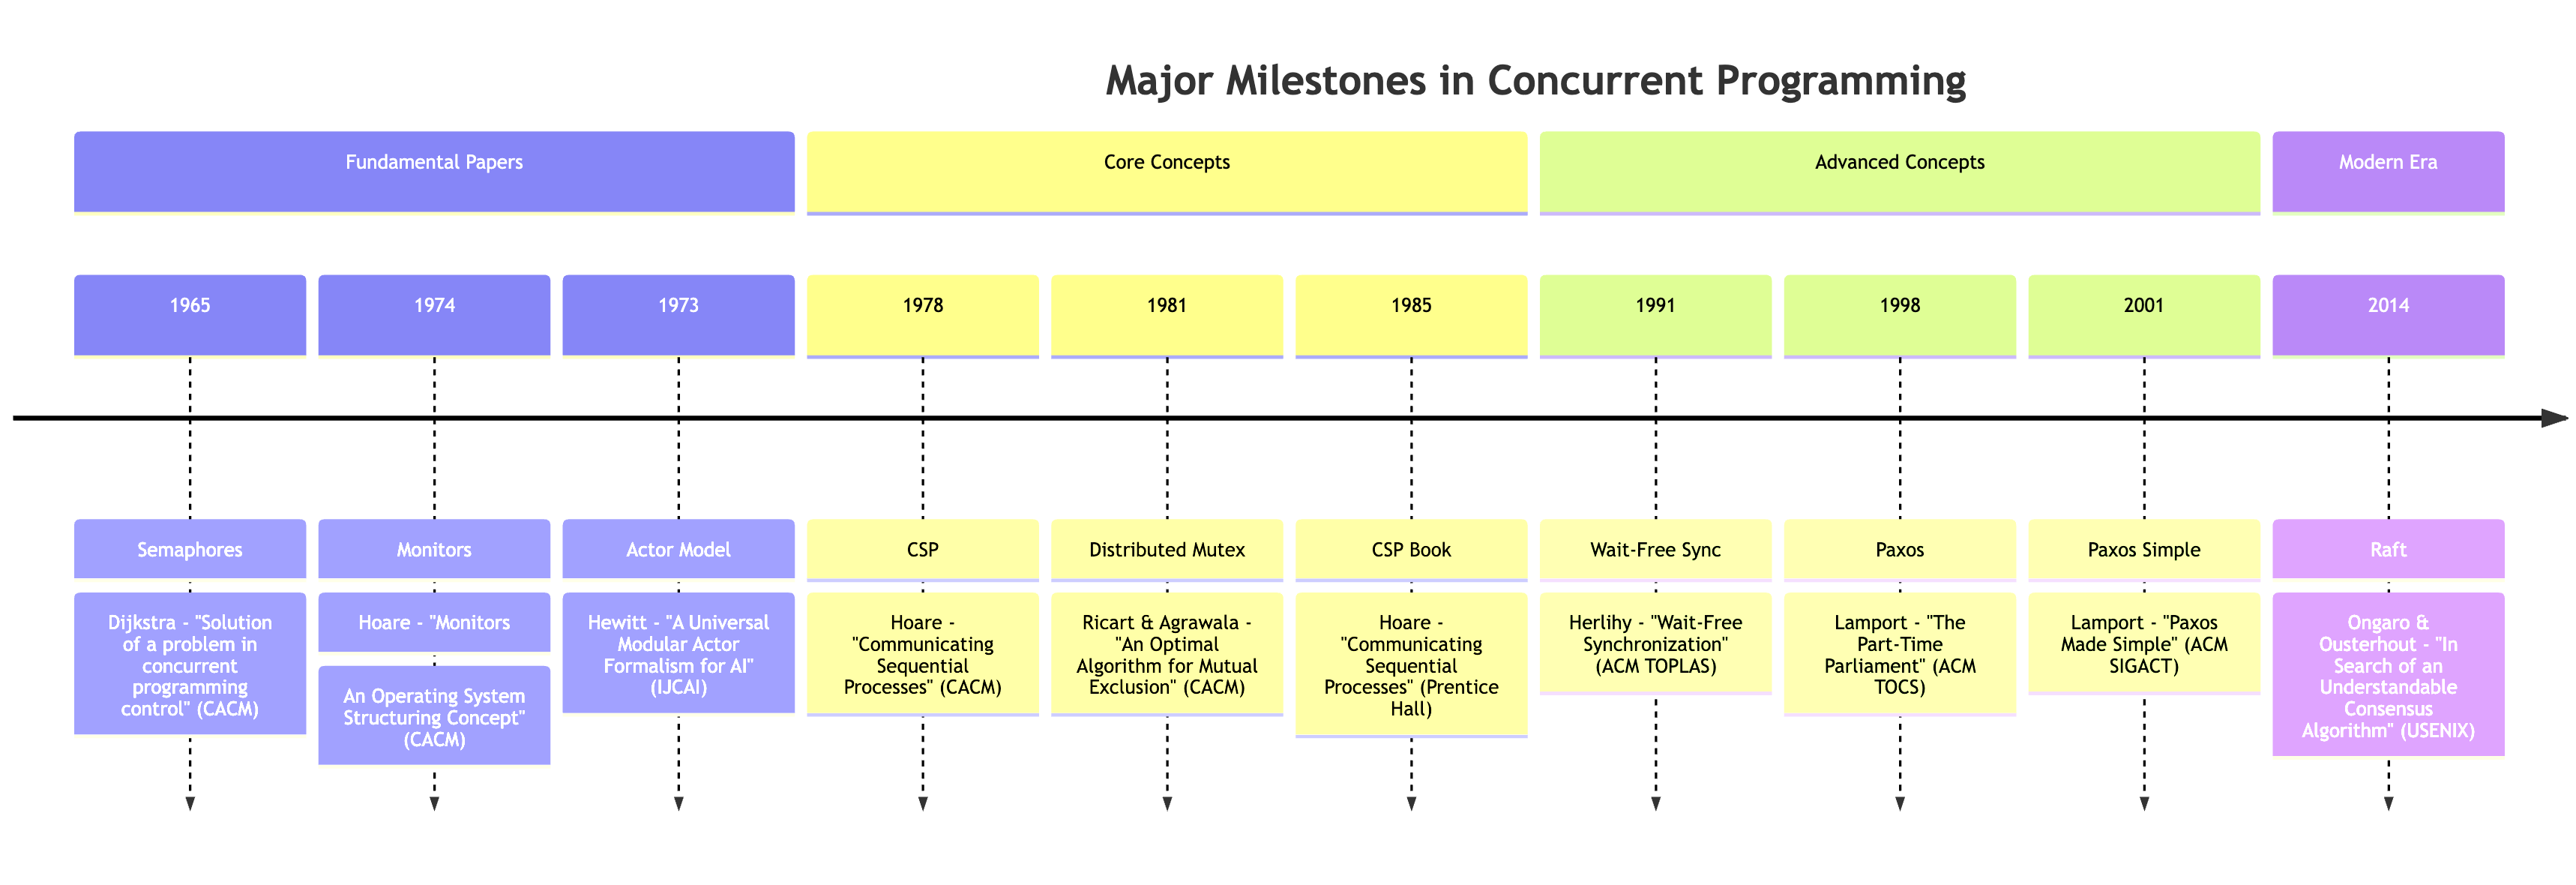 Major Milestones in Concurrent Programming
Fundamental Papers
Core Concepts
Advanced Concepts
Modern Era
1965
1974
1973
1978
1981
1985
1991
1998
2001
2014
Semaphores
Dijkstra - "Solution
of a problem in
concurrent
programming
control" (CACM)
Monitors
Hoare - "Monitors
An Operating System
Structuring Concept"
(CACM)
Actor Model
Hewitt - "A Universal
Modular Actor
Formalism for AI"
(IJCAI)
CSP
Hoare -
"Communicating
Sequential
Processes" (CACM)
Distributed Mutex
Ricart & Agrawala -
"An Optimal
Algorithm for Mutual
Exclusion" (CACM)
CSP Book
Hoare -
"Communicating
Sequential
Processes" (Prentice
Hall)
Wait-Free Sync
Herlihy - "Wait-Free
Synchronization"
(ACM TOPLAS)
Paxos
Lamport - "The
Part-Time
Parliament" (ACM
TOCS)
Paxos Simple
Lamport - "Paxos
Made Simple" (ACM
SIGACT)
Raft
Ongaro &
Ousterhout - "In
Search of an
Understandable
Consensus
Algorithm" (USENIX)